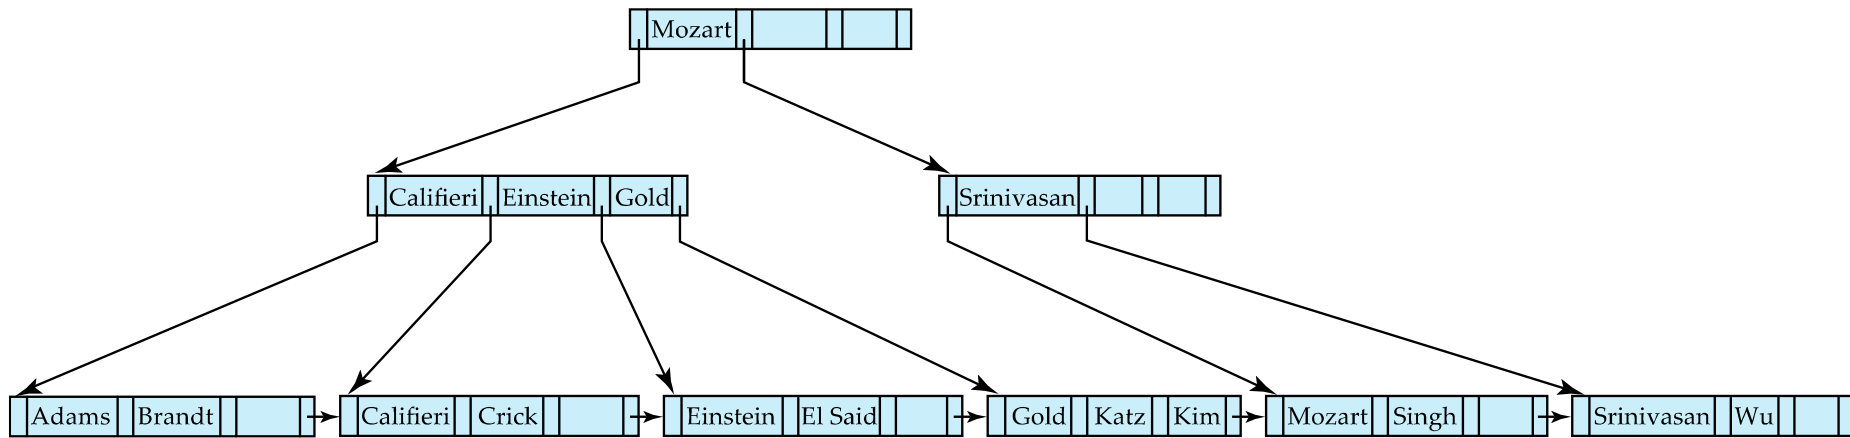 Mozart
Califieri Einstein Gold Srinivasan
Adams Brandt Califieri Crick Einstein El Said Gold Katz Kim Mozart Singh Srinivasan Wu